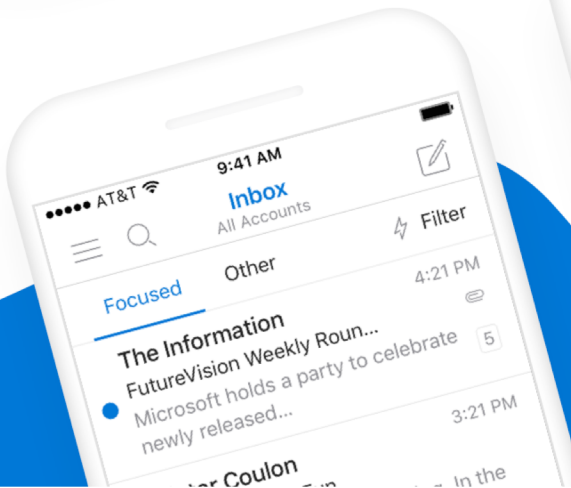 AT&T 9:41 AM
Inbox
All Accounts
Focused Other Filter
The Information 4:21 PM
FutureVision Weekly Roun...
Microsoft holds a party to celebrate 5
newly released...
Coulon 3:21 PM
In the